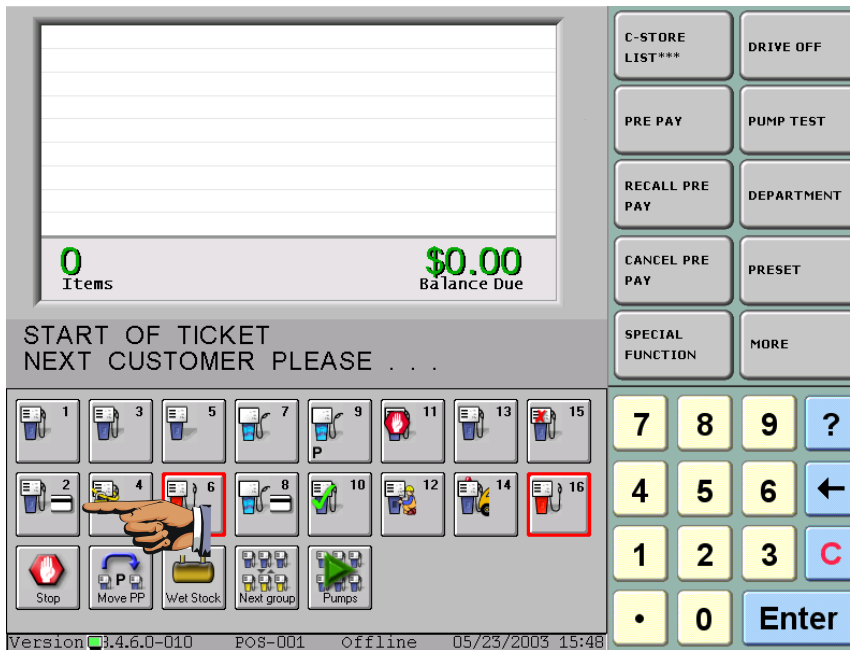 C-STORE
LIST***
DRIVE OFF
PRE PAY
PUMP TEST
RECALL PRE
PAY
DEPARTMENT
CANCEL PRE
PAY
PRESET
SPECIAL
FUNCTION
MORE
0
Items
$0.00
Balance Due
START OF TICKET
NEXT CUSTOMER PLEASE . . .
1 3 5 7 9 11 13 15
P
2 4 6 8 10 12 14 16
P
Stop Move PP Wet Stock Next group Pumps
7 8 9 ?
4 5 6 ←
1 2 3 C
• 0 Enter
Version 3.4.6.0-010 POS-001 Offline 05/23/2003 15:48